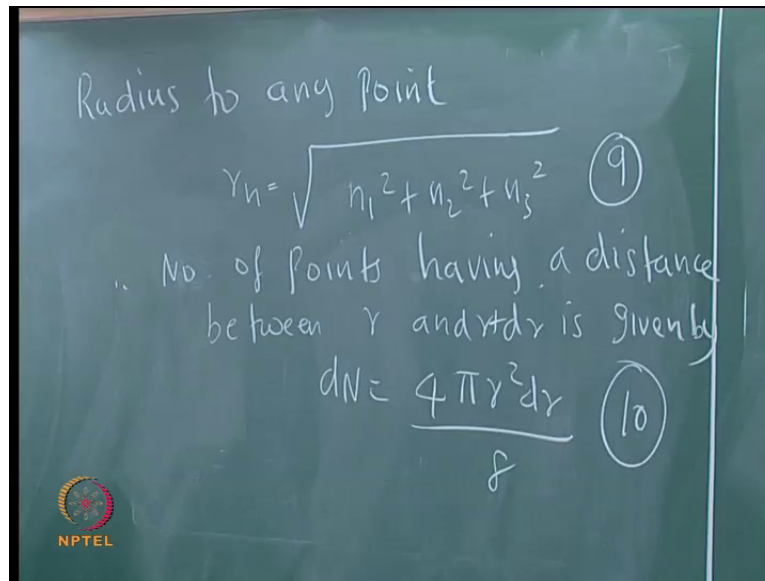 Radius to any Point
rn = √ n₁² + n₂² + n₃² (9)
∴ No. of Points having a distance
between r and r+dr is given by
dN = 4πr²dr / 8 (10)
NPTEL